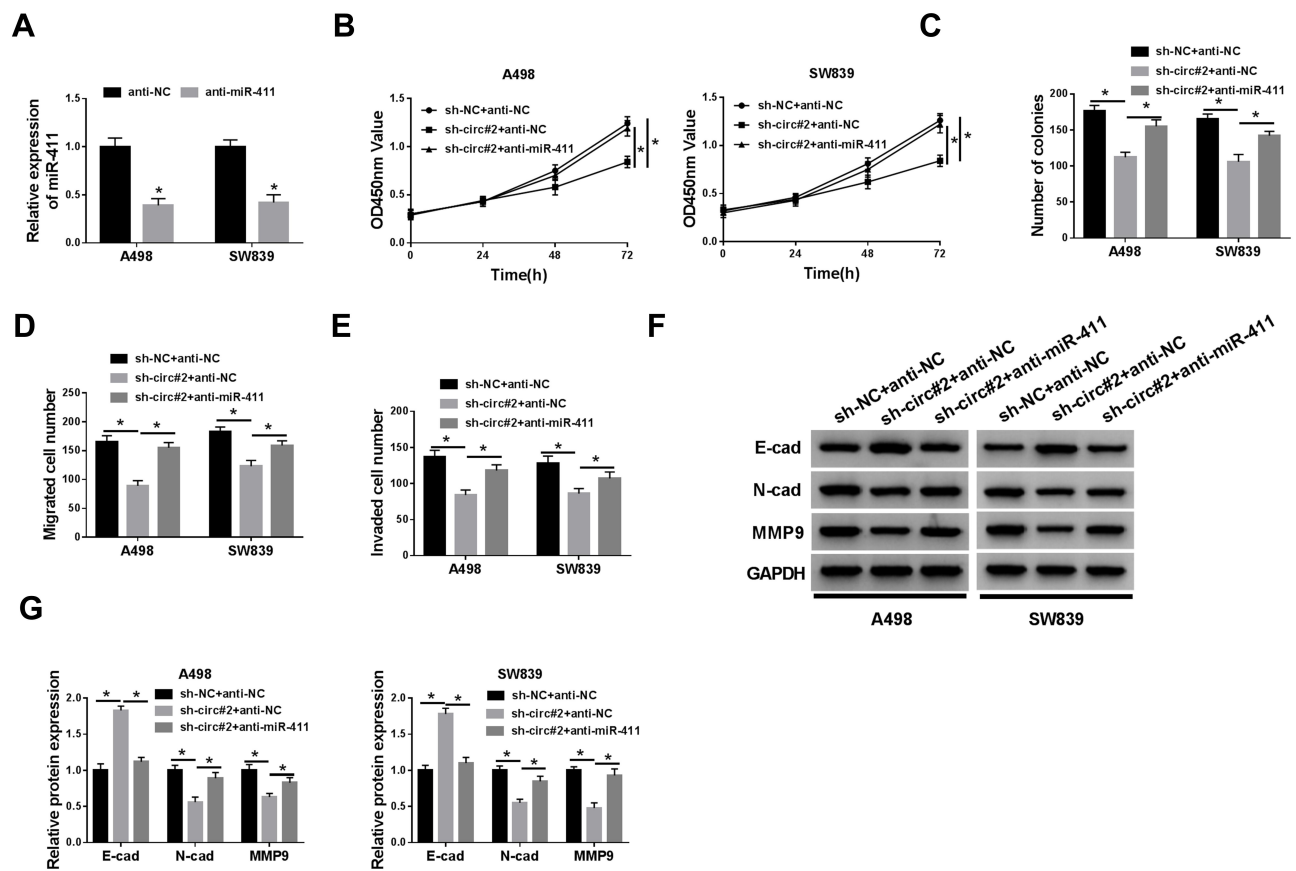 A
anti-NC anti-miR-411
Relative expression
of miR-411
1.5
1.0
0.5
0.0
A498 SW839
B
A498
sh-NC+anti-NC
sh-circ#2+anti-NC
sh-circ#2+anti-miR-411
OD450nm Value
1.5
1.0
0.5
0.0
0 24 48 72
Time(h)
* *
SW839
sh-NC+anti-NC
sh-circ#2+anti-NC
sh-circ#2+anti-miR-411
OD450nm Value
1.5
1.0
0.5
0.0
0 24 48 72
Time(h)
* *
C
sh-NC+anti-NC
sh-circ#2+anti-NC
sh-circ#2+anti-miR-411
Number of colonies
200
150
100
50
0
* * * *
A498 SW839
D
sh-NC+anti-NC
sh-circ#2+anti-NC
sh-circ#2+anti-miR-411
Migrated cell number
250
200
150
100
50
0
* * * *
A498 SW839
E
sh-NC+anti-NC
sh-circ#2+anti-NC
sh-circ#2+anti-miR-411
Invaded cell number
200
150
100
50
0
* * * *
A498 SW839
F
sh-NC+anti-NC
sh-circ#2+anti-NC
sh-circ#2+anti-miR-411
sh-NC+anti-NC
sh-circ#2+anti-NC
sh-circ#2+anti-miR-411
E-cad
N-cad
MMP9
GAPDH
A498 SW839
G
A498
sh-NC+anti-NC
sh-circ#2+anti-NC
sh-circ#2+anti-miR-411
Relative protein expression
2.0
1.5
1.0
0.5
0.0
* * * * * *
E-cad N-cad MMP9
SW839
sh-NC+anti-NC
sh-circ#2+anti-NC
sh-circ#2+anti-miR-411
Relative protein expression
2.0
1.5
1.0
0.5
0.0
* * * * * *
E-cad N-cad MMP9